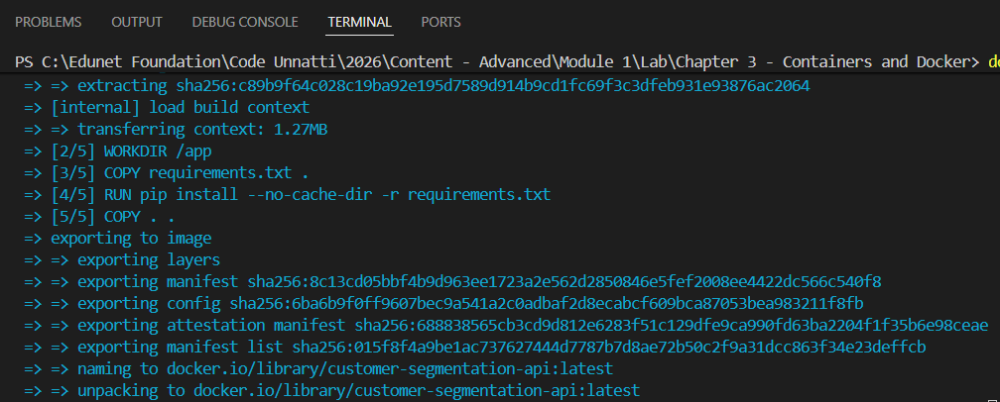 PROBLEMS OUTPUT DEBUG CONSOLE TERMINAL PORTS
PS C:\Edunet Foundation\Code Unnatti\2026\Content - Advanced\Module 1\Lab\Chapter 3 - Containers and Docker>
=> => extracting sha256:c89b9f64c028c19ba92e195d7589d914b9cd1fc69f3c3dfeb931e93876ac2064
=> [internal] load build context
=> => transferring context: 1.27MB
=> [2/5] WORKDIR /app
=> [3/5] COPY requirements.txt .
=> [4/5] RUN pip install --no-cache-dir -r requirements.txt
=> [5/5] COPY . .
=> exporting to image
=> => exporting layers
=> => exporting manifest sha256:8c13cd05bbf4b9d963ee1723a2e562d2850846e5fef2008ee4422dc566c540f8
=> => exporting config sha256:6ba6b9f0ff9607bec9a541a2c0adbaf2d8ecabcf609bca87053bea983211f8fb
=> => exporting attestation manifest sha256:688838565cb3cd9d812e6283f51c129dfe9ca990fd63ba2204f1f35b6e98ceae
=> => exporting manifest list sha256:015f8f4a9be1ac737627444d7787b7d8ae72b50c2f9a31dcc863f34e23deffcb
=> => naming to docker.io/library/customer-segmentation-api:latest
=> => unpacking to docker.io/library/customer-segmentation-api:latest